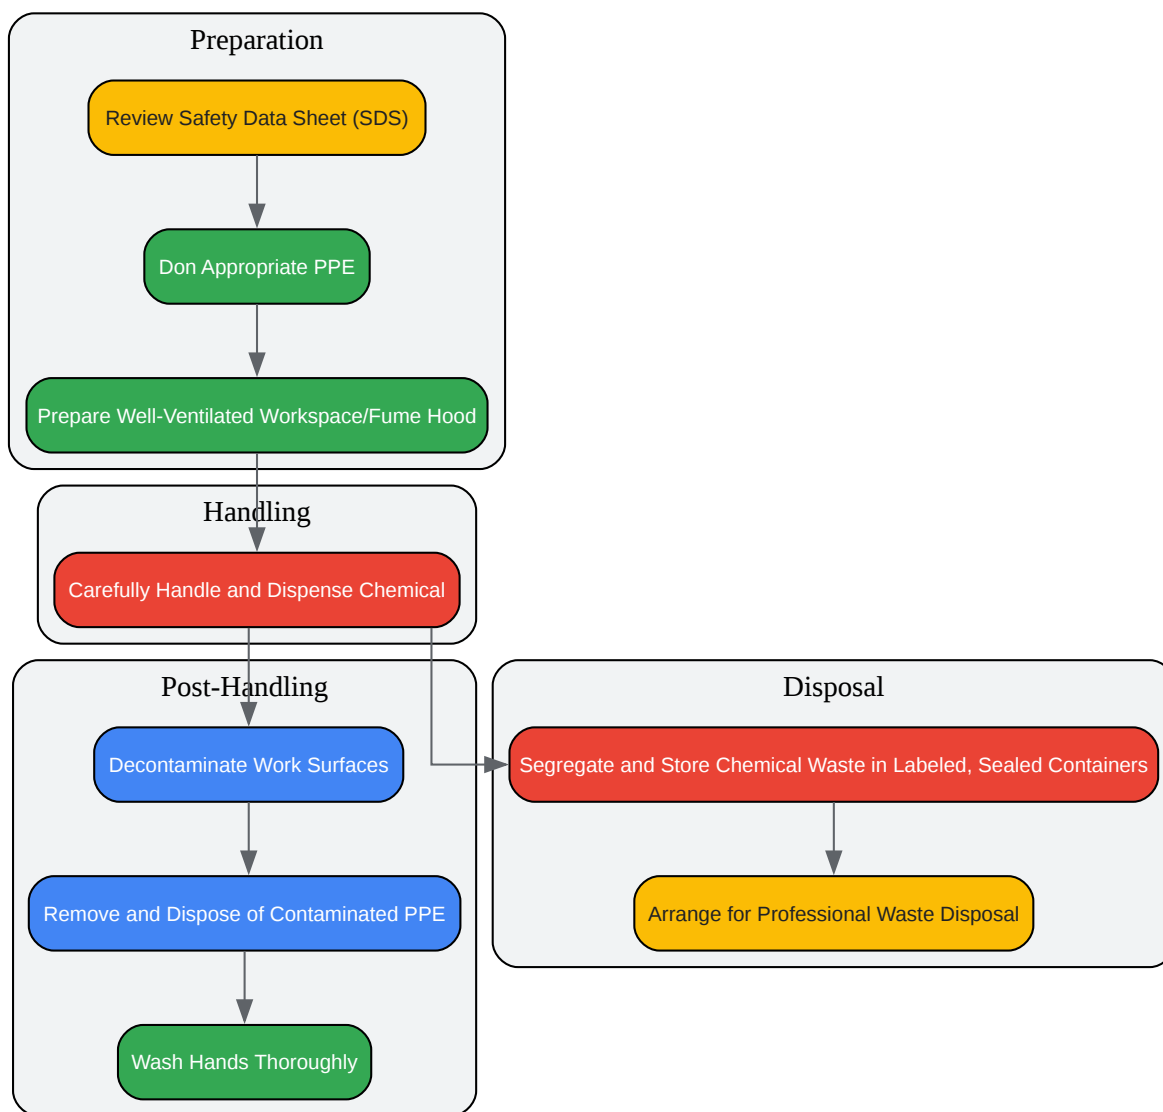 Preparation
Review Safety Data Sheet (SDS)
Don Appropriate PPE
Prepare Well-Ventilated Workspace/Fume Hood
Handling
Carefully Handle and Dispense Chemical
Post-Handling
Decontaminate Work Surfaces
Remove and Dispose of Contaminated PPE
Wash Hands Thoroughly
Disposal
Segregate and Store Chemical Waste in Labeled, Sealed Containers
Arrange for Professional Waste Disposal